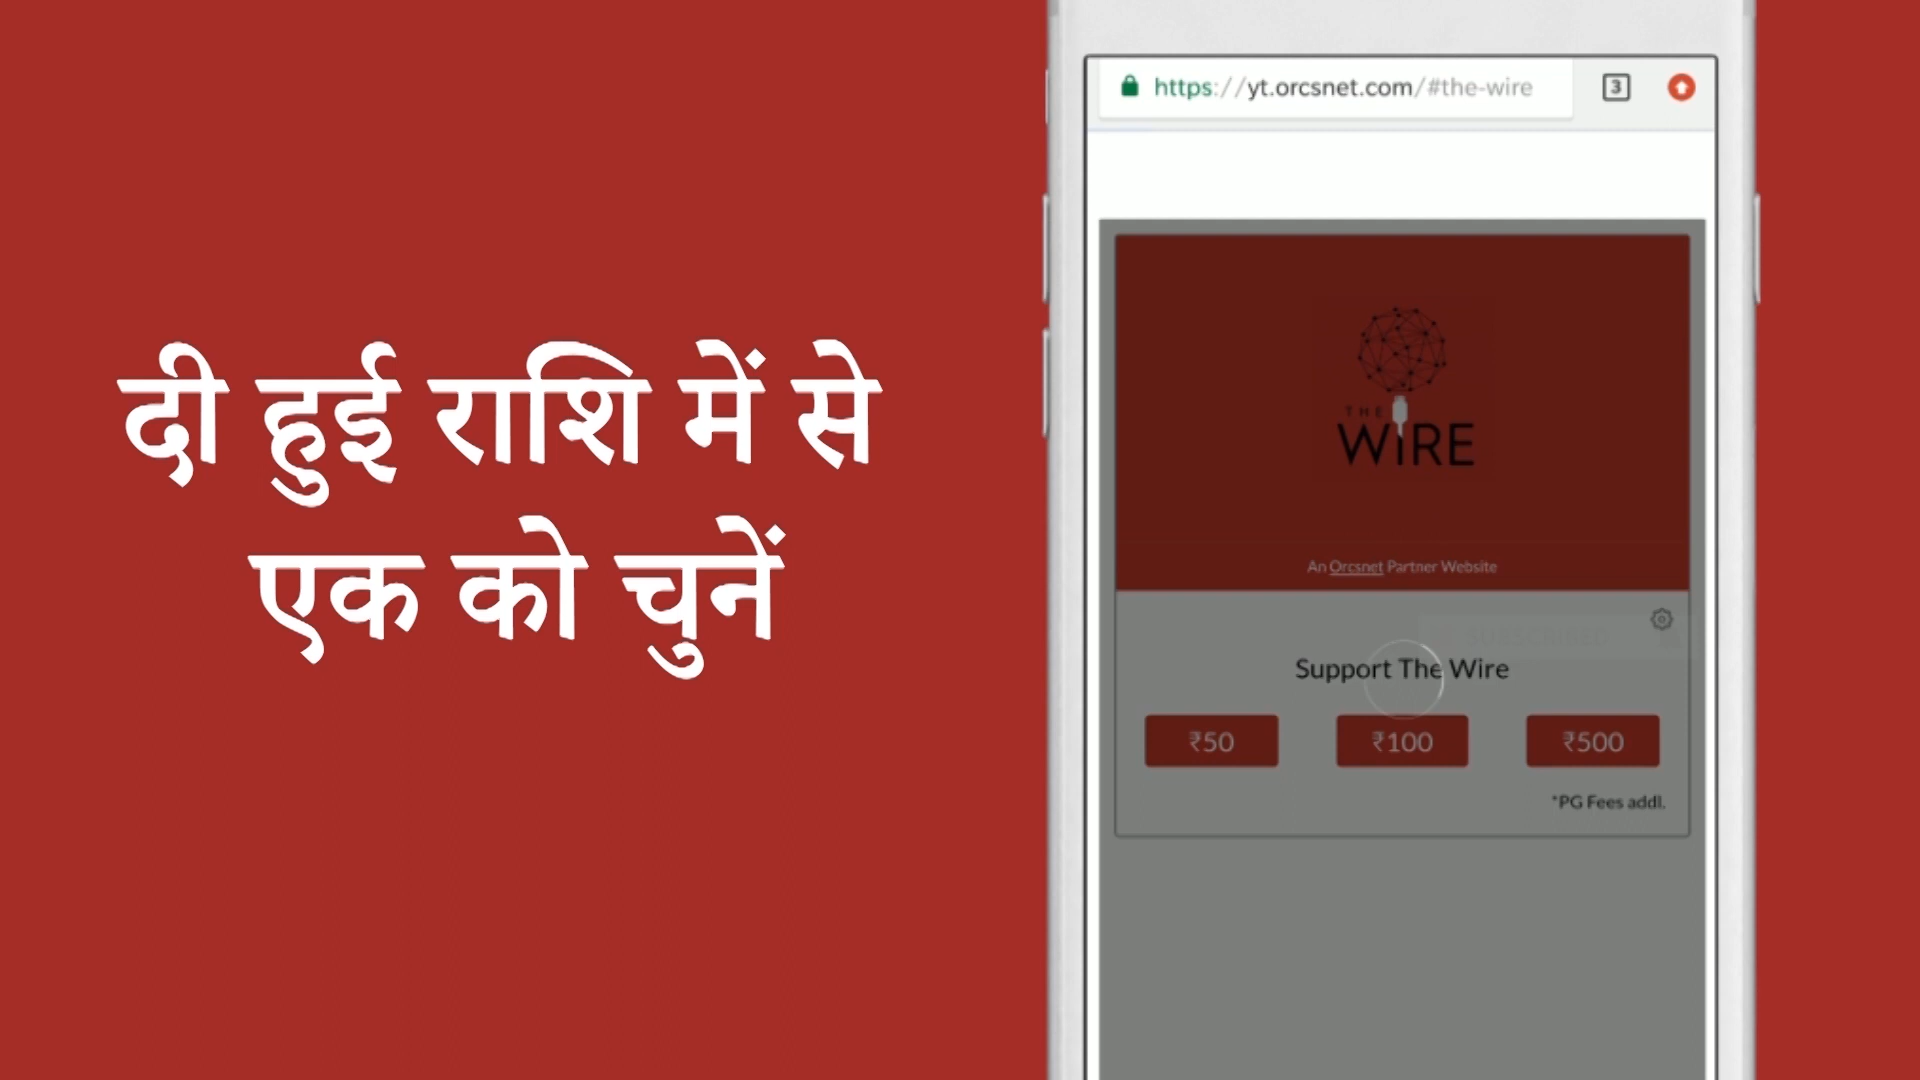 दी हुई राशि में से
एक को चुनें
https://yt.orcsnet.com/#the-wire
3
THE
WIRE
An Orcsnet Partner Website
SUBSCRIBED
Support The Wire
₹50 ₹100 ₹500
*PG Fees addl.